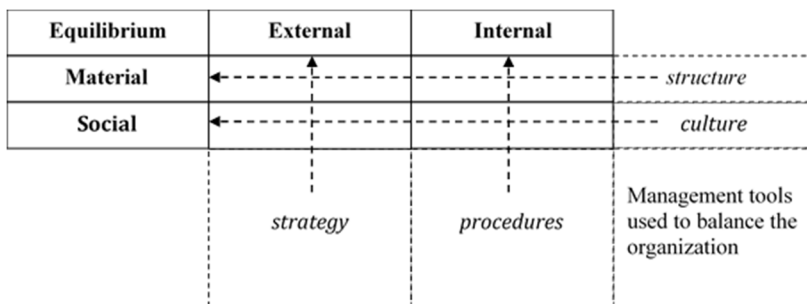 Equilibrium External Internal
Material structure
Social culture
strategy procedures
Management tools
used to balance the
organization